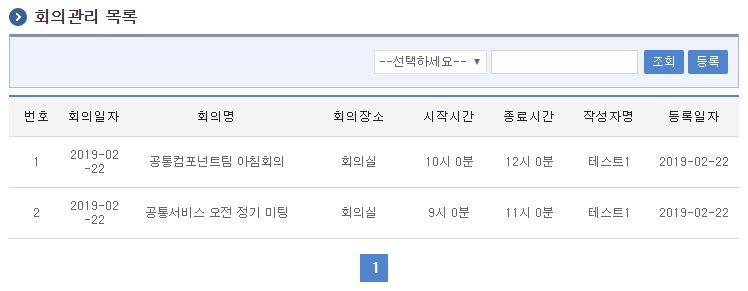 회의관리 목록
--선택하세요-- 조회 등록
번호 회의일자 회의명 회의장소 시작시간 종료시간 작성자명 등록일자
1 2019-02-22 공통컴포넌트팀 아침회의 회의실 10시 0분 12시 0분 테스트1 2019-02-22
2 2019-02-22 공통서비스 오전 정기 미팅 회의실 9시 0분 11시 0분 테스트1 2019-02-22
1